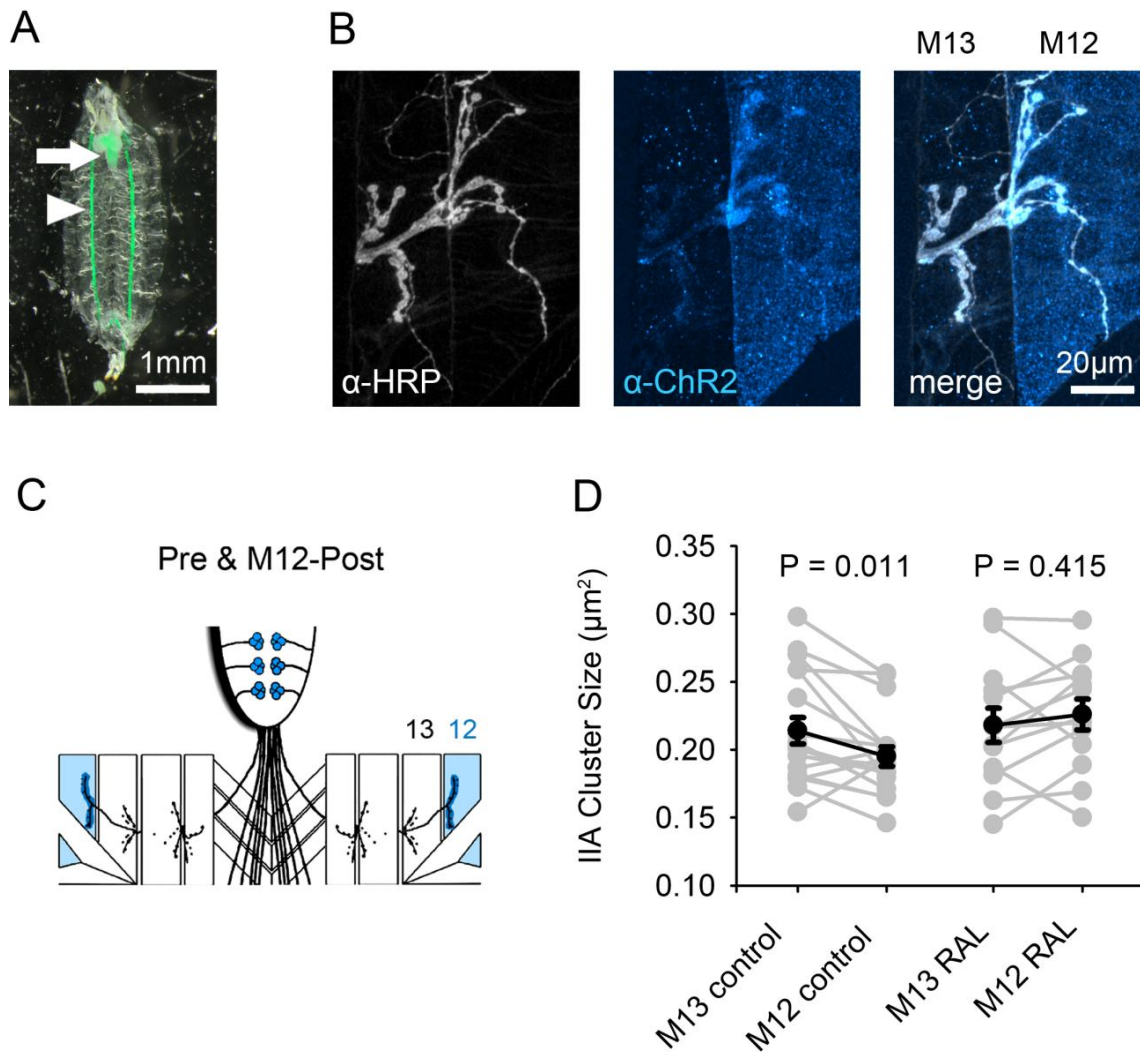 A
1mm
B
M13 M12
α-HRP
α-ChR2
merge
20µm
C
Pre & M12-Post
13 12
D
IIA Cluster Size (µm²)
0.35
0.30
0.25
0.20
0.15
0.10
P = 0.011 P = 0.415
M13 control
M12 control
M13 RAL
M12 RAL